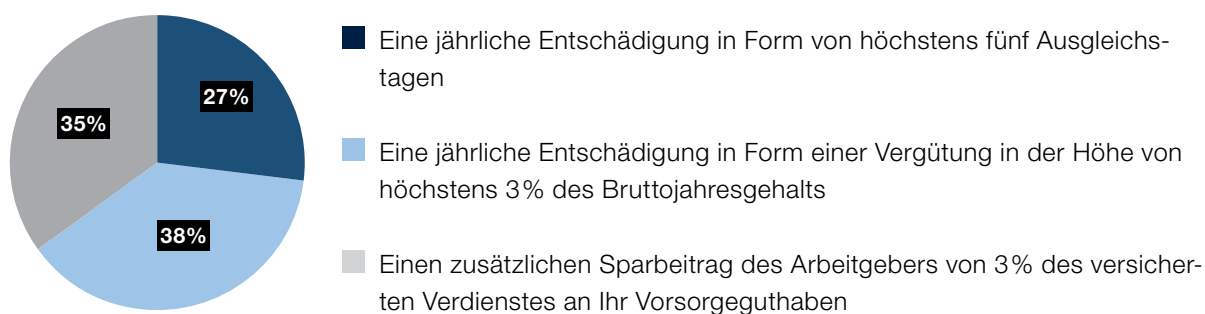 27%
35%
38%
Eine jährliche Entschädigung in Form von höchstens fünf Ausgleichs-
tagen
Eine jährliche Entschädigung in Form einer Vergütung in der Höhe von
höchstens 3% des Bruttojahresgehalts
Einen zusätzlichen Sparbeitrag des Arbeitgebers von 3% des versicher-
ten Verdienstes an Ihr Vorsorgeguthaben